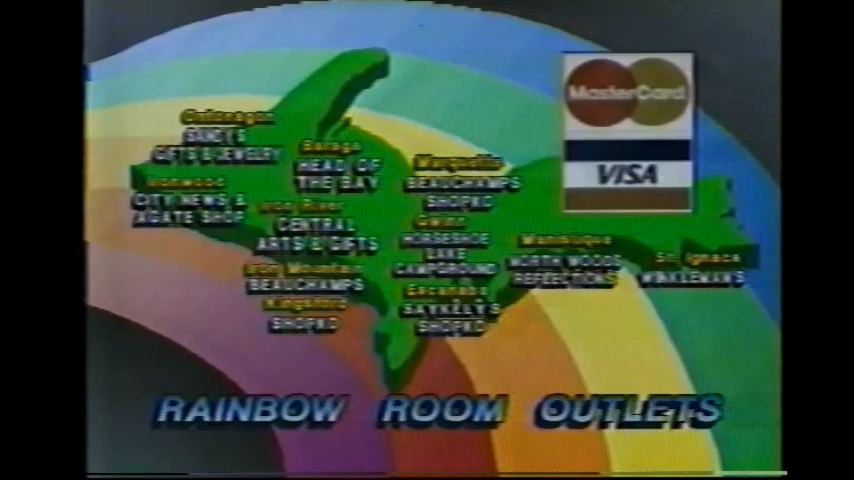 MasterCard
VISA
Ontonagon
SANDY'S
GIFTS & JEWELRY
Baraga
HEAD OF
THE BAY
Marquette
BEAUCHAMPS
SHOPKO
Ironwood
CITY NEWS &
AGATE SHOP
Iron River
CENTRAL
ARTS & GIFTS
Gwinn
HORSESHOE
LAKE
CAMPGROUND
Manistique
NORTH WOODS
REFLECTIONS
St. Ignace
WINKLEMAN'S
Iron Mountain
BEAUCHAMPS
Kingsford
SHOPKO
Escanaba
SAYKELY'S
SHOPKO
RAINBOW ROOM OUTLETS